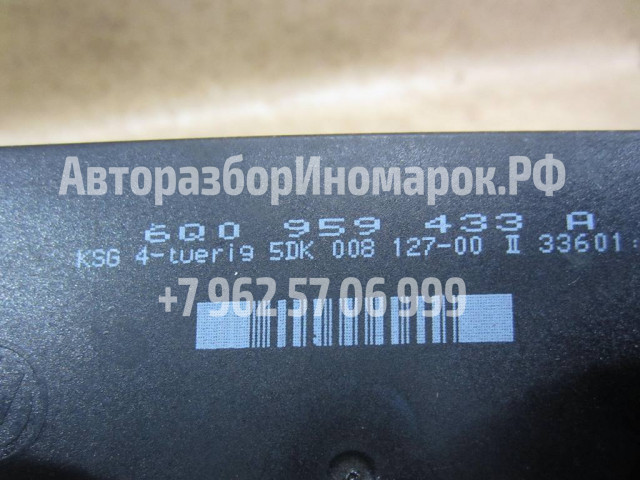 АвторазборИномарок.РФ
6Q0 959 433 A
KSG 4-tuerig 5DK 008 127-00 II 33601
+7 962 57 06 999